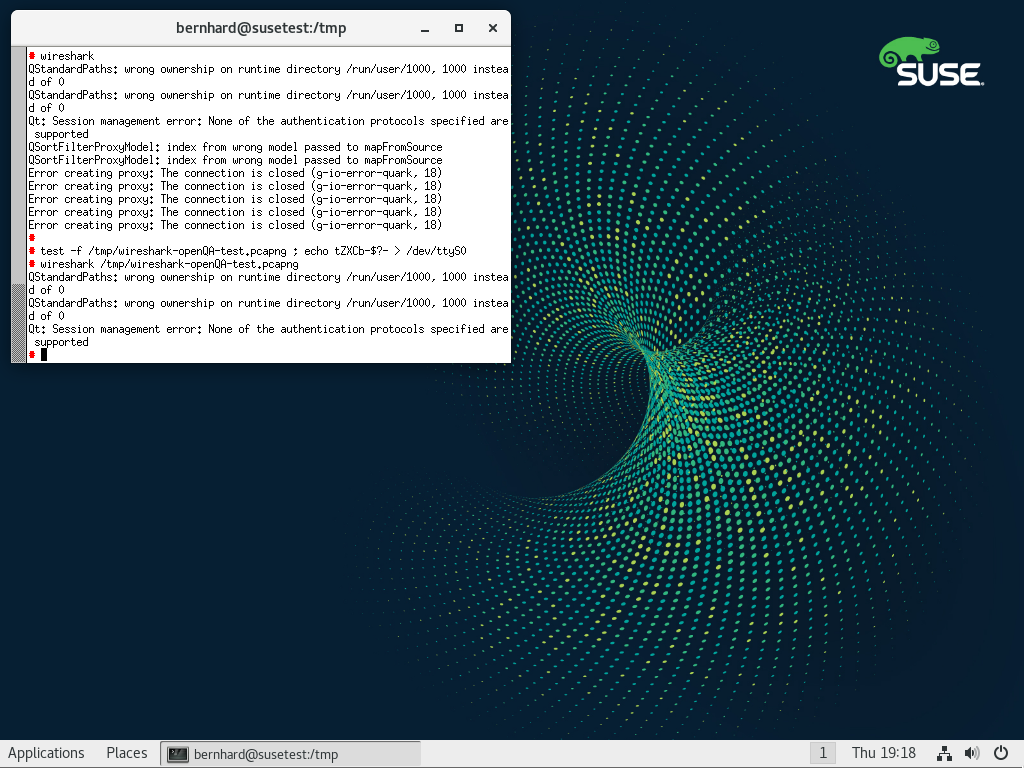 bernhard@susetest:/tmp
# wireshark
QStandardPaths: wrong ownership on runtime directory /run/user/1000, 1000 instea
d of 0
QStandardPaths: wrong ownership on runtime directory /run/user/1000, 1000 instea
d of 0
Qt: Session management error: None of the authentication protocols specified are
 supported
QSortFilterProxyModel: index from wrong model passed to mapFromSource
QSortFilterProxyModel: index from wrong model passed to mapFromSource
Error creating proxy: The connection is closed (g-io-error-quark, 18)
Error creating proxy: The connection is closed (g-io-error-quark, 18)
Error creating proxy: The connection is closed (g-io-error-quark, 18)
Error creating proxy: The connection is closed (g-io-error-quark, 18)
Error creating proxy: The connection is closed (g-io-error-quark, 18)
#
# test -f /tmp/wireshark-openQA-test.pcapng ; echo tZXCb-$?- > /dev/ttyS0
# wireshark /tmp/wireshark-openQA-test.pcapng
QStandardPaths: wrong ownership on runtime directory /run/user/1000, 1000 instea
d of 0
QStandardPaths: wrong ownership on runtime directory /run/user/1000, 1000 instea
d of 0
Qt: Session management error: None of the authentication protocols specified are
 supported
#
SUSE
Applications Places bernhard@susetest:/tmp 1 Thu 19:18